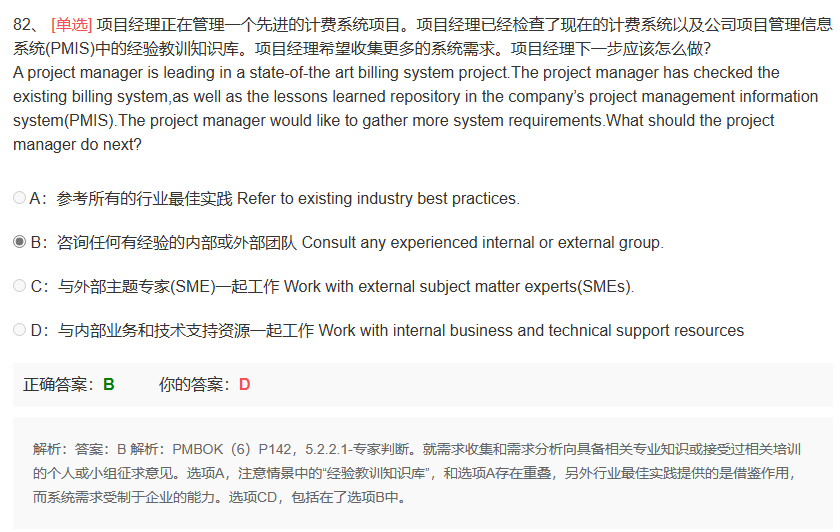 82、 [单选] 项目经理正在管理一个先进的计费系统项目。项目经理已经检查了现在的计费系统以及公司项目管理信息
系统(PMIS)中的经验教训知识库。项目经理希望收集更多的系统需求。项目经理下一步应该怎么做?
A project manager is leading in a state-of-the art billing system project.The project manager has checked the
existing billing system,as well as the lessons learned repository in the company’s project management information
system(PMIS).The project manager would like to gather more system requirements.What should the project
manager do next?
A：参考所有的行业最佳实践 Refer to existing industry best practices.
B：咨询任何有经验的内部或外部团队 Consult any experienced internal or external group.
C：与外部主题专家(SME)一起工作 Work with external subject matter experts(SMEs).
D：与内部业务和技术支持资源一起工作 Work with internal business and technical support resources
正确答案：B 你的答案：D
解析：答案：B 解析：PMBOK（6）P142，5.2.2.1-专家判断。就需求收集和需求分析向具备相关专业知识或接受过相关培训
的个人或小组征求意见。选项A，注意情景中的“经验教训知识库”，和选项A存在重叠，另外行业最佳实践提供的是借鉴作用，
而系统需求受制于企业的能力。选项CD，包括在了选项B中。